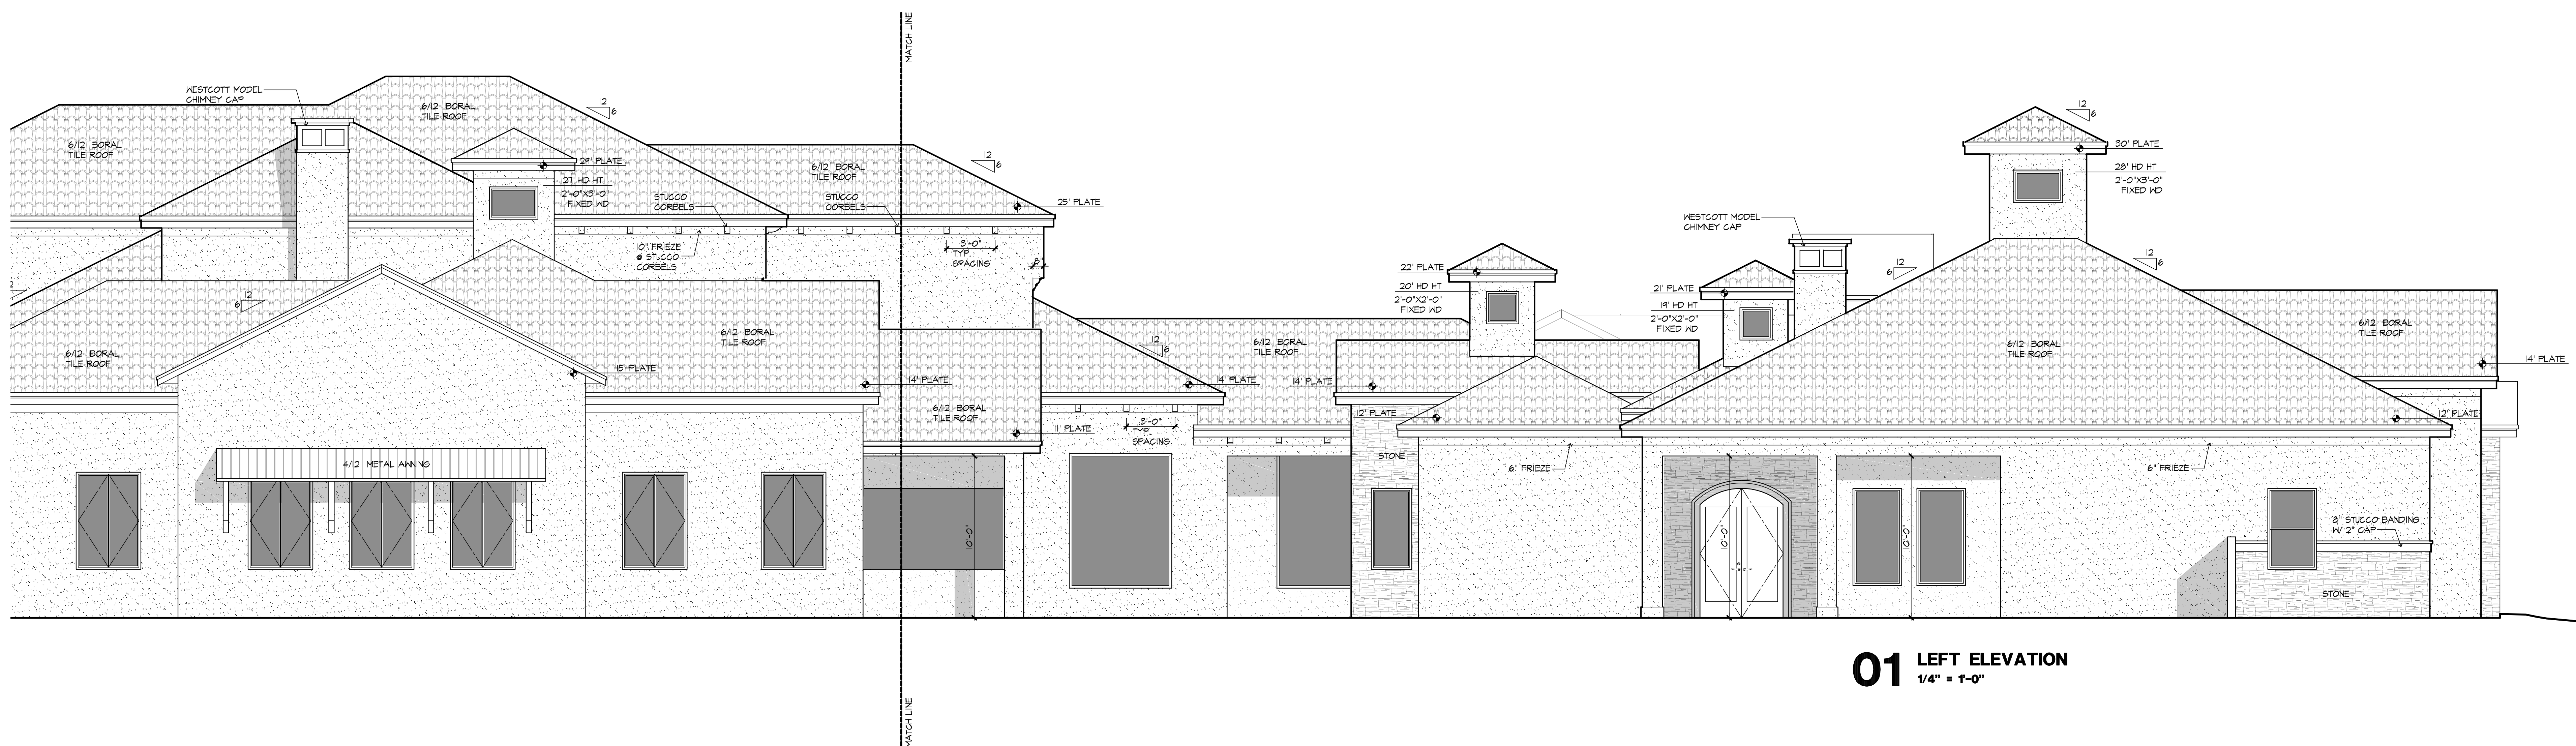 MATCH LINE
WESTCOTT MODEL
CHIMNEY CAP
6/12 BORAL
TILE ROOF
12
6
6/12 BORAL
TILE ROOF
29' PLATE
27' HD HT
2'-0"X3'-0"
FIXED WD
STUCCO
CORBELS
10" FRIEZE
@ STUCCO
CORBELS
6/12 BORAL
TILE ROOF
STUCCO
CORBELS
12
6
25' PLATE
3'-0"
TYP.
SPACING
8"
12
12
6
6/12 BORAL
TILE ROOF
6/12 BORAL
TILE ROOF
15' PLATE
14' PLATE
6/12 BORAL
TILE ROOF
11' PLATE
4/12 METAL AWNING
10'-0"
12
6
14' PLATE
3'-0"
TYP.
SPACING
6/12 BORAL
TILE ROOF
22' PLATE
20' HD HT
2'-0"X2'-0"
FIXED WD
14' PLATE
12' PLATE
STONE
6" FRIEZE
WESTCOTT MODEL
CHIMNEY CAP
21' PLATE
19' HD HT
2'-0"X2'-0"
FIXED WD
12
6
12
6
30' PLATE
28' HD HT
2'-0"X3'-0"
FIXED WD
12
6
6/12 BORAL
TILE ROOF
6/12 BORAL
TILE ROOF
14' PLATE
12' PLATE
6" FRIEZE
10'-0"
10'-0"
8" STUCCO BANDING
W/ 2" CAP
STONE
01 LEFT ELEVATION
1/4" = 1'-0"
MATCH LINE